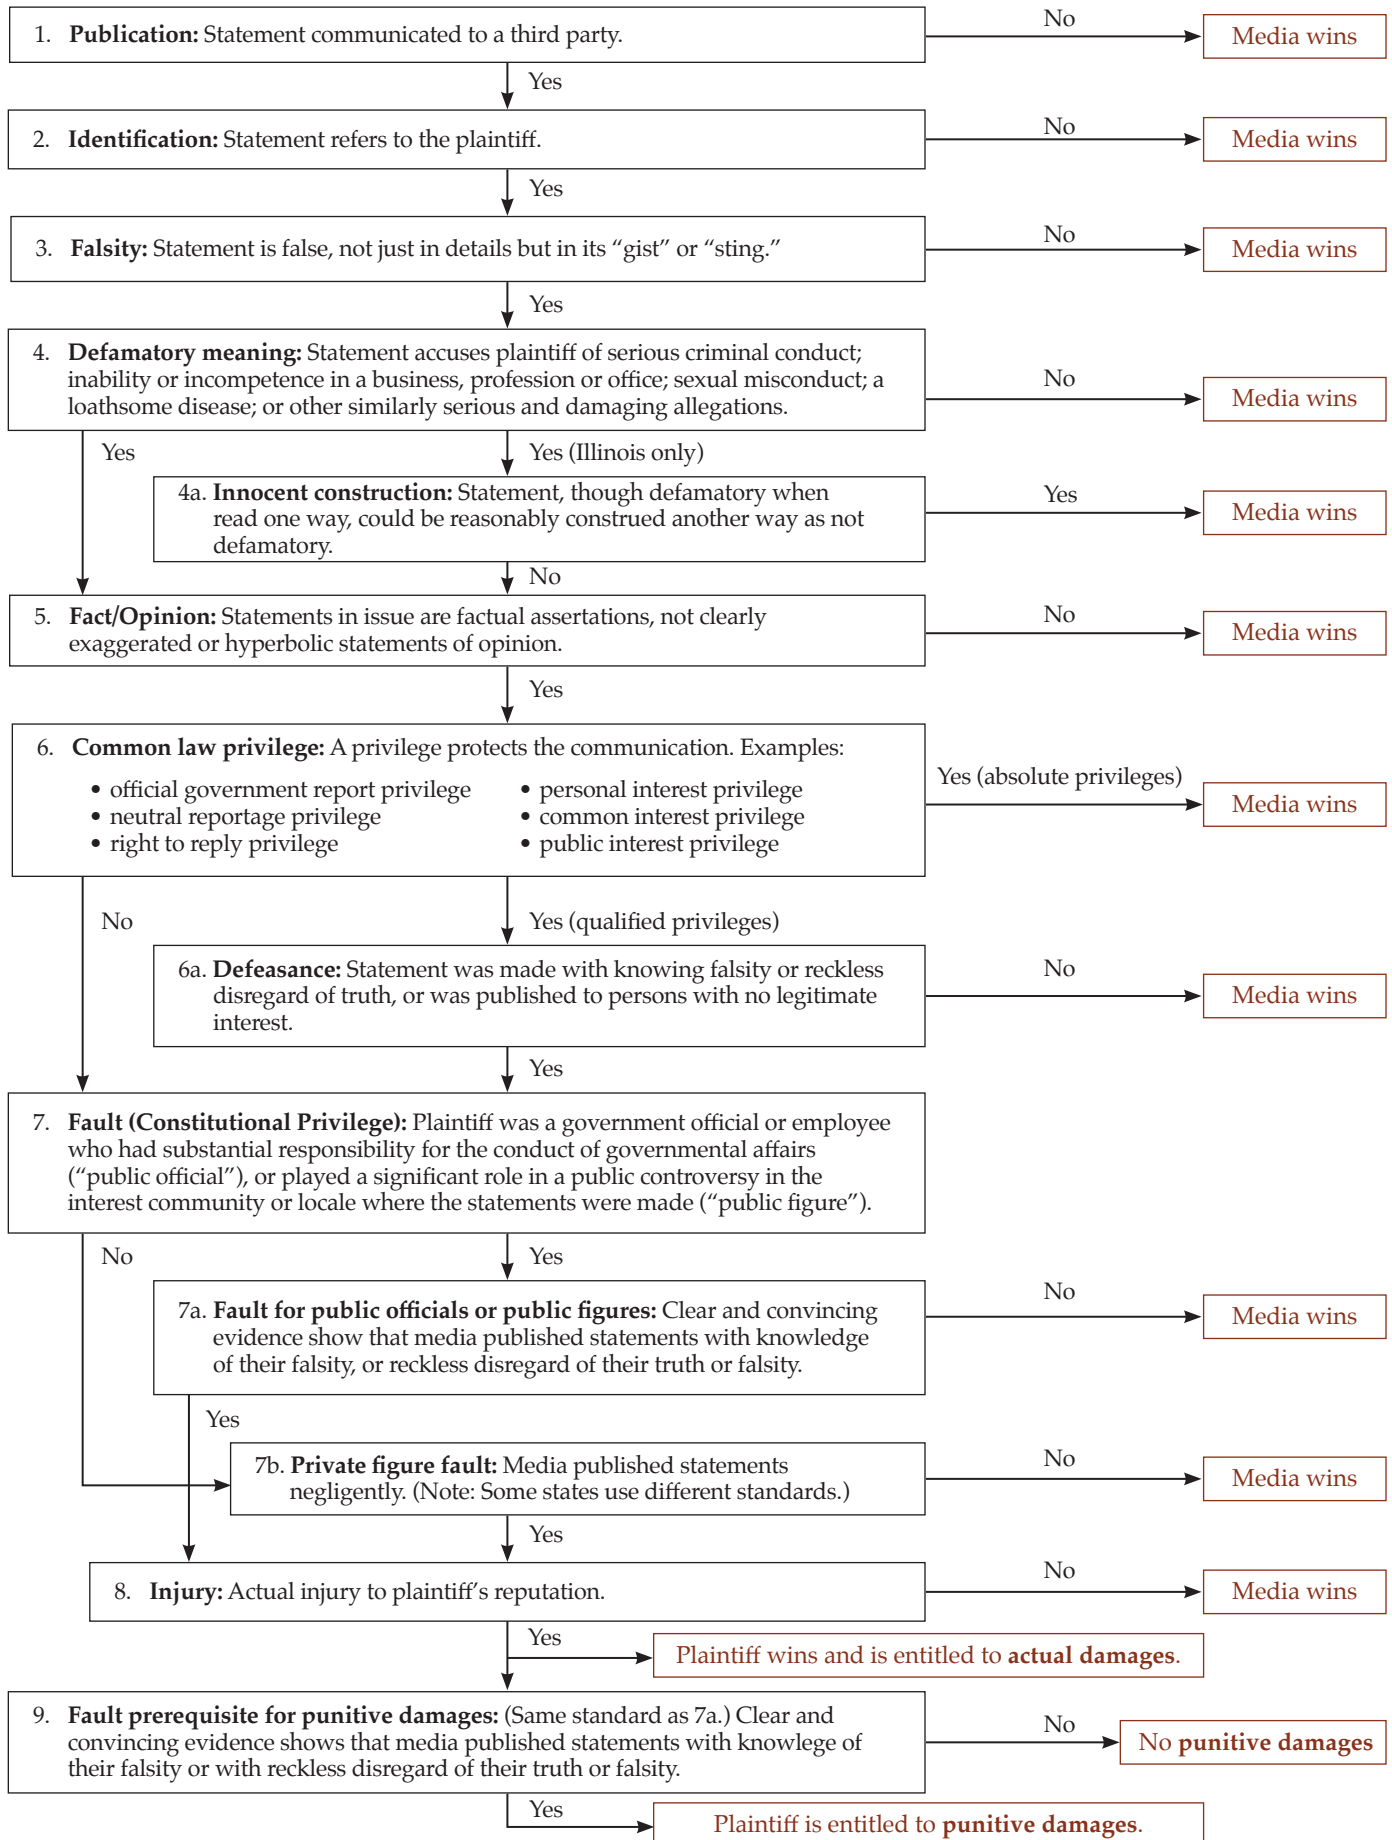 1. Publication: Statement communicated to a third party.
No
Media wins
Yes
2. Identification: Statement refers to the plaintiff.
No
Media wins
Yes
3. Falsity: Statement is false, not just in details but in its “gist” or “sting.”
No
Media wins
Yes
4. Defamatory meaning: Statement accuses plaintiff of serious criminal conduct;
inability or incompetence in a business, profession or office; sexual misconduct; a
loathsome disease; or other similarly serious and damaging allegations.
No
Media wins
Yes
Yes (Illinois only)
4a. Innocent construction: Statement, though defamatory when
read one way, could be reasonably construed another way as not
defamatory.
Yes
Media wins
No
5. Fact/Opinion: Statements in issue are factual assertations, not clearly
exaggerated or hyperbolic statements of opinion.
No
Media wins
Yes
6. Common law privilege: A privilege protects the communication. Examples:
• official government report privilege
• neutral reportage privilege
• right to reply privilege
• personal interest privilege
• common interest privilege
• public interest privilege
Yes (absolute privileges)
Media wins
No
Yes (qualified privileges)
6a. Defeasance: Statement was made with knowing falsity or reckless
disregard of truth, or was published to persons with no legitimate
interest.
No
Media wins
Yes
7. Fault (Constitutional Privilege): Plaintiff was a government official or employee
who had substantial responsibility for the conduct of governmental affairs
(“public official”), or played a significant role in a public controversy in the
interest community or locale where the statements were made (“public figure”).
No
Yes
7a. Fault for public officials or public figures: Clear and convincing
evidence show that media published statements with knowledge
of their falsity, or reckless disregard of their truth or falsity.
No
Media wins
Yes
7b. Private figure fault: Media published statements
negligently. (Note: Some states use different standards.)
No
Media wins
Yes
8. Injury: Actual injury to plaintiff’s reputation.
No
Media wins
Yes
Plaintiff wins and is entitled to actual damages.
9. Fault prerequisite for punitive damages: (Same standard as 7a.) Clear and
convincing evidence shows that media published statements with knowlege of
their falsity or with reckless disregard of their truth or falsity.
No
No punitive damages
Yes
Plaintiff is entitled to punitive damages.